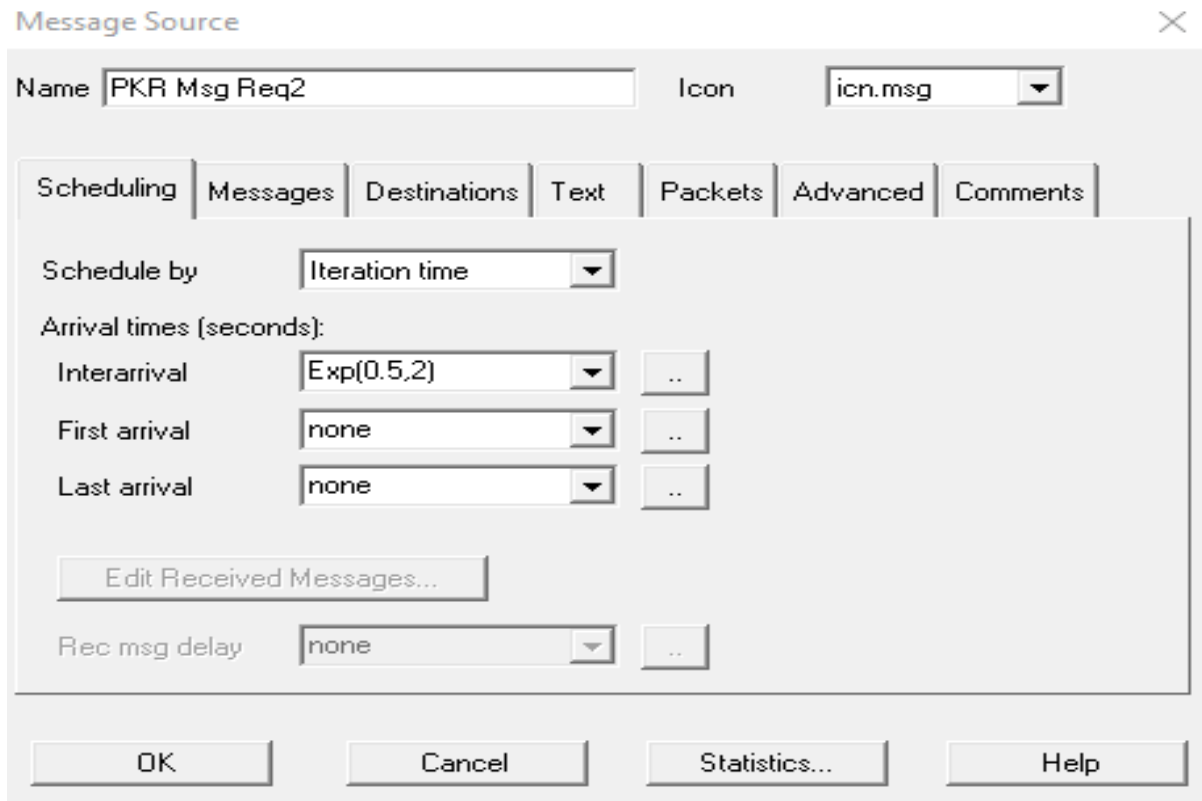 Message Source
Name PKR Msg Req2 Icon icn.msg
Scheduling Messages Destinations Text Packets Advanced Comments
Schedule by Iteration time
Arrival times (seconds):
Interarrival Exp(0.5,2) ..
First arrival none ..
Last arrival none ..
Edit Received Messages...
Rec msg delay none ..
OK Cancel Statistics... Help